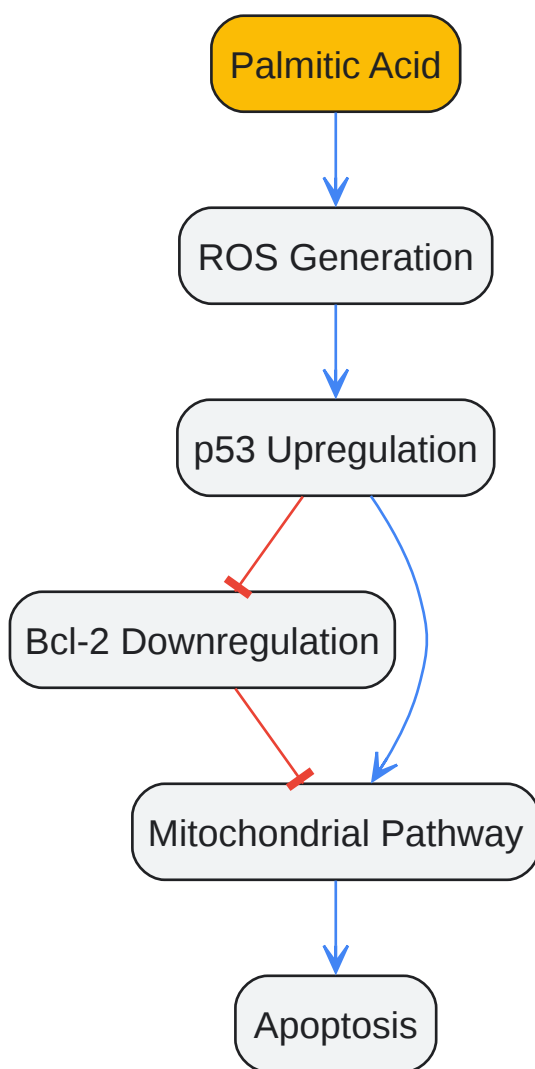 Palmitic Acid
ROS Generation
p53 Upregulation
Bcl-2 Downregulation
Mitochondrial Pathway
Apoptosis